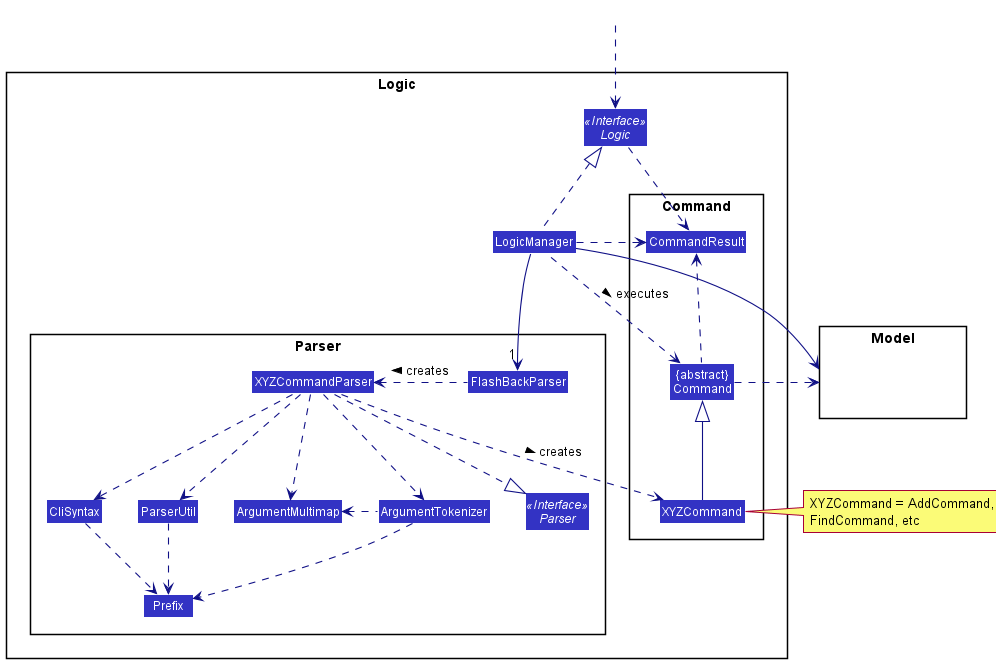 Logic
«Interface»
Logic
Command
LogicManager
CommandResult
executes
Model
Parser
1
{abstract}
Command
XYZCommandParser
creates
FlashBackParser
creates
CliSyntax
ParserUtil
ArgumentMultimap
ArgumentTokenizer
«Interface»
Parser
XYZCommand
XYZCommand = AddCommand,
FindCommand, etc
Prefix